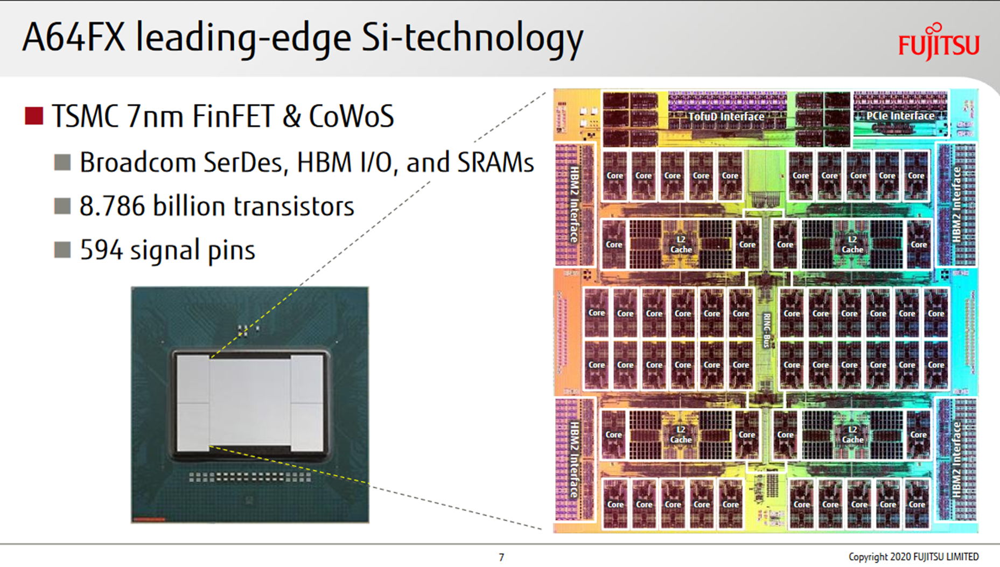 A64FX leading-edge Si-technology
FUJITSU
TSMC 7nm FinFET & CoWoS
Broadcom SerDes, HBM I/O, and SRAMs
8.786 billion transistors
594 signal pins
TofuD Interface
PCIe Interface
HBM2 Interface
HBM2 Interface
Core Core Core Core Core Core Core Core Core Core
Core L2 Cache Core Core L2 Cache Core
Core Core Core Core Core Core Core Core Core Core Core Core
RING-Bus
Core Core Core Core Core Core Core Core Core Core Core Core
HBM2 Interface
HBM2 Interface
Core L2 Cache Core Core L2 Cache Core
Core Core Core Core Core Core Core Core Core Core
7
Copyright 2020 FUJITSU LIMITED